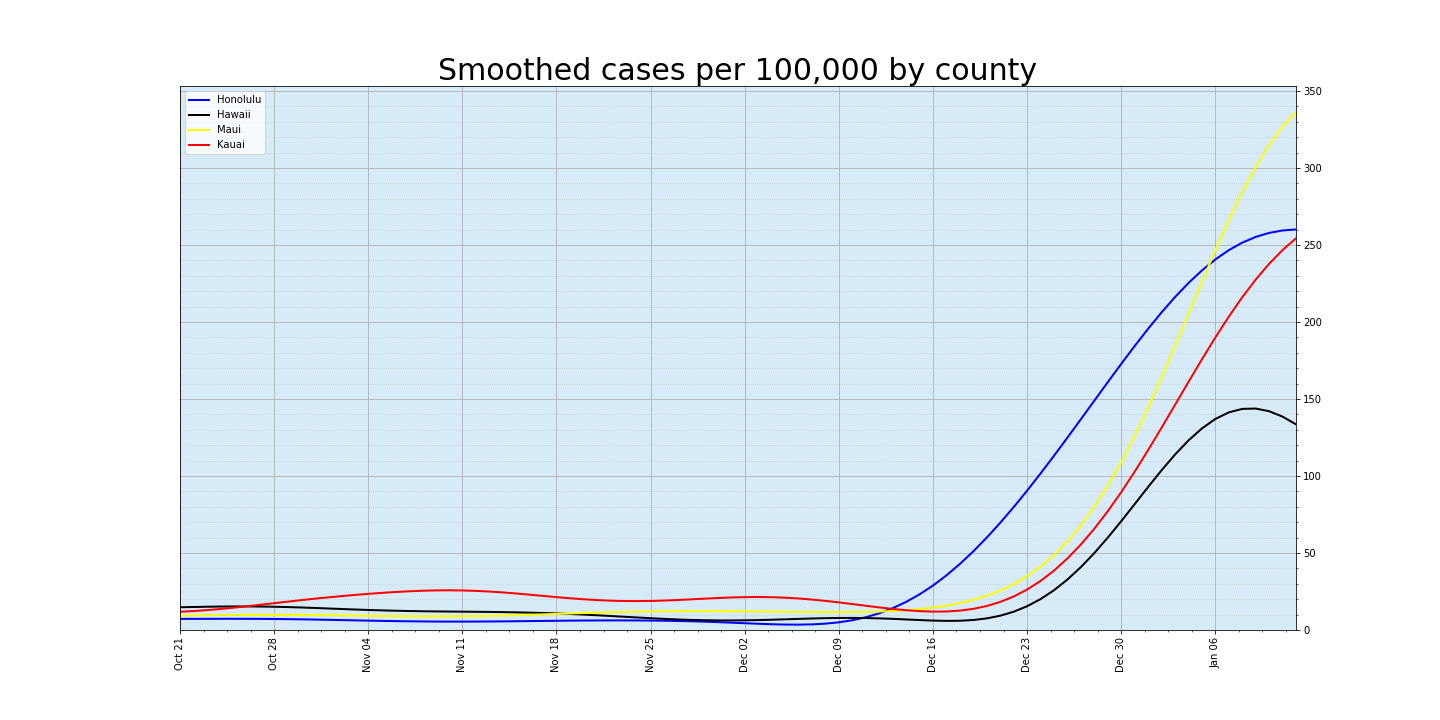 Smoothed cases per 100,000 by county
Honolulu
Hawaii
Maui
Kauai
350
300
250
200
150
100
50
0
Oct 21
Oct 28
Nov 04
Nov 11
Nov 18
Nov 25
Dec 02
Dec 09
Dec 16
Dec 23
Dec 30
Jan 06